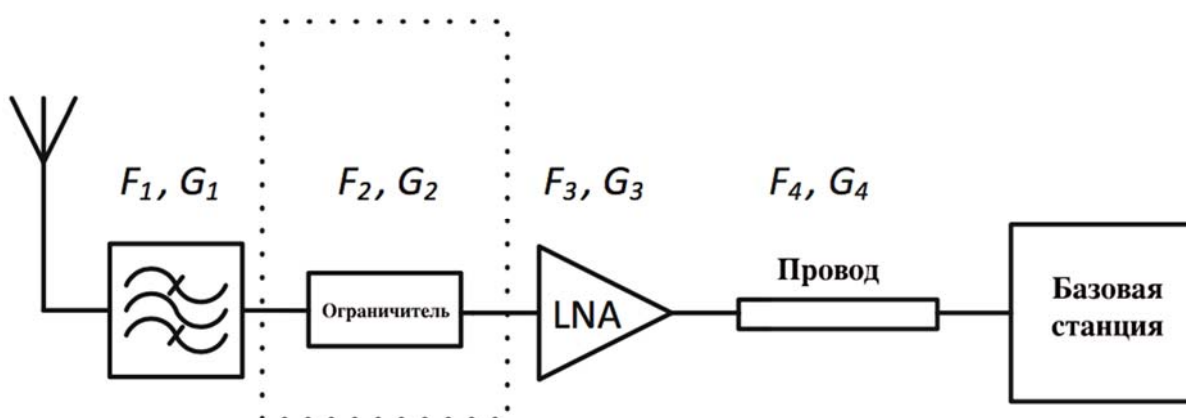 F₁, G₁
F₂, G₂
F₃, G₃
F₄, G₄
Провод
Ограничитель
LNA
Базовая
станция